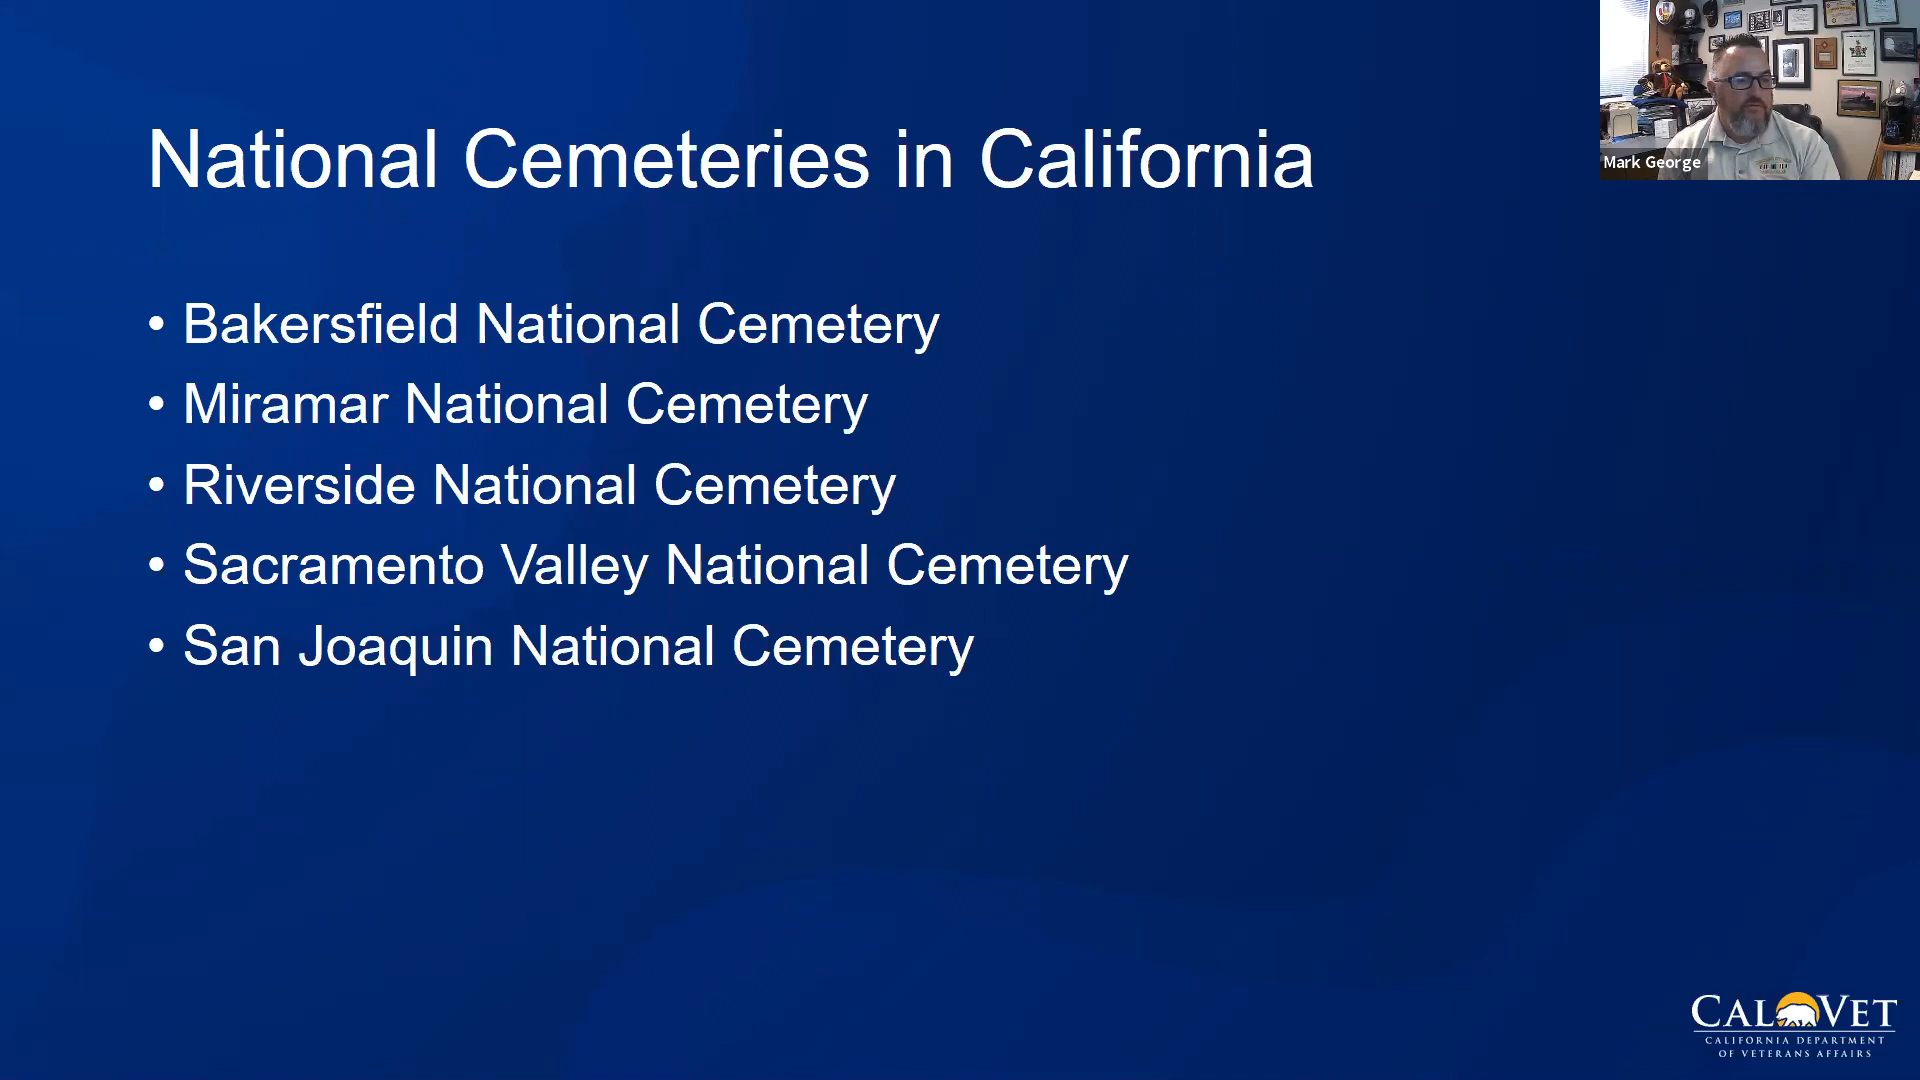 National Cemeteries in California
• Bakersfield National Cemetery
• Miramar National Cemetery
• Riverside National Cemetery
• Sacramento Valley National Cemetery
• San Joaquin National Cemetery
Mark George
CALVET
CALIFORNIA DEPARTMENT
OF VETERANS AFFAIRS